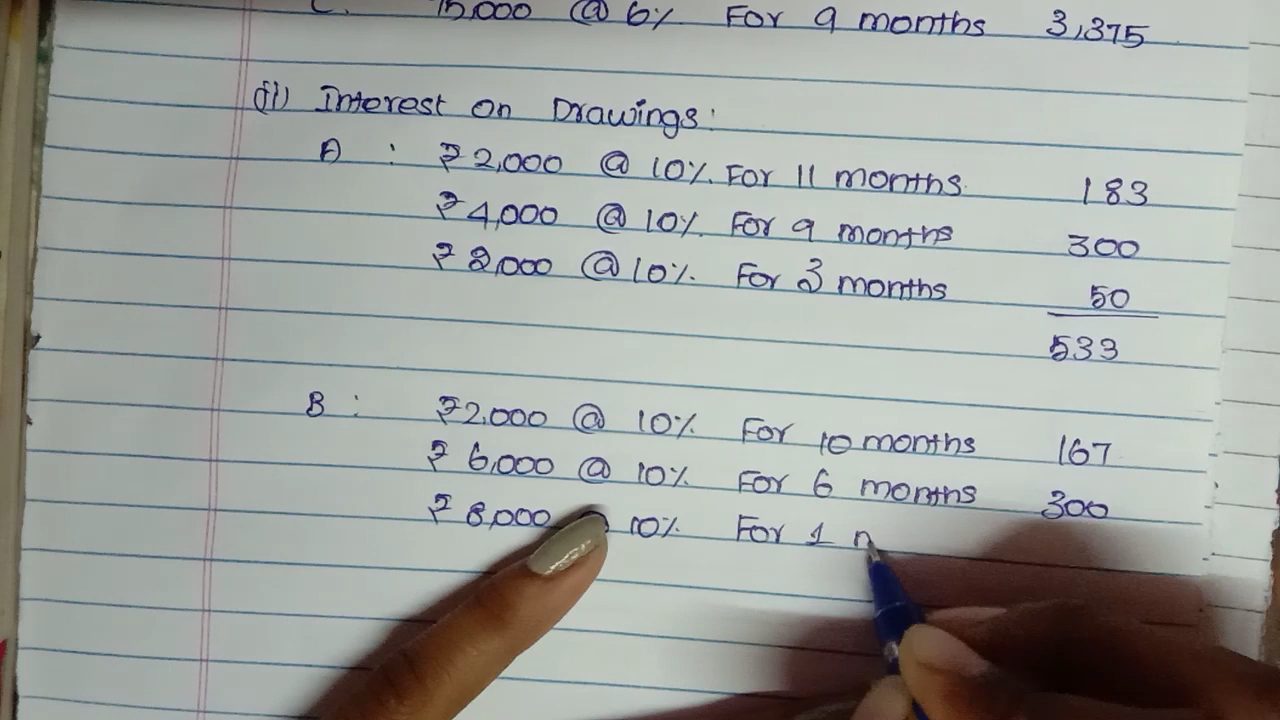 C. 75,000 @ 6% For 9 months 3,375
(ii) Interest on Drawings:
A : ₹2,000 @ 10% For 11 months 183
₹4,000 @ 10% For 9 months 300
₹2,000 @ 10% For 3 months 50
533
B : ₹2,000 @ 10% For 10 months 167
₹6,000 @ 10% For 6 months 300
₹8,000 10% For 1